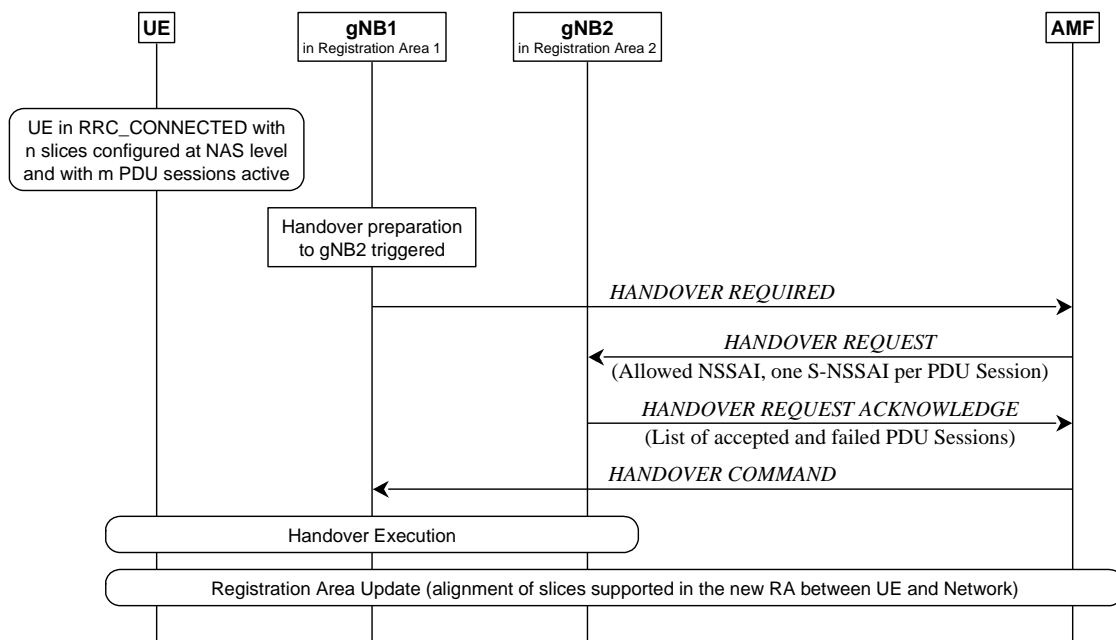 UE
gNB1
in Registration Area 1
gNB2
in Registration Area 2
AMF
UE in RRC_CONNECTED with
n slices configured at NAS level
and with m PDU sessions active
Handover preparation
to gNB2 triggered
HANDOVER REQUIRED
HANDOVER REQUEST
(Allowed NSSAI, one S-NSSAI per PDU Session)
HANDOVER REQUEST ACKNOWLEDGE
(List of accepted and failed PDU Sessions)
HANDOVER COMMAND
Handover Execution
Registration Area Update (alignment of slices supported in the new RA between UE and Network)